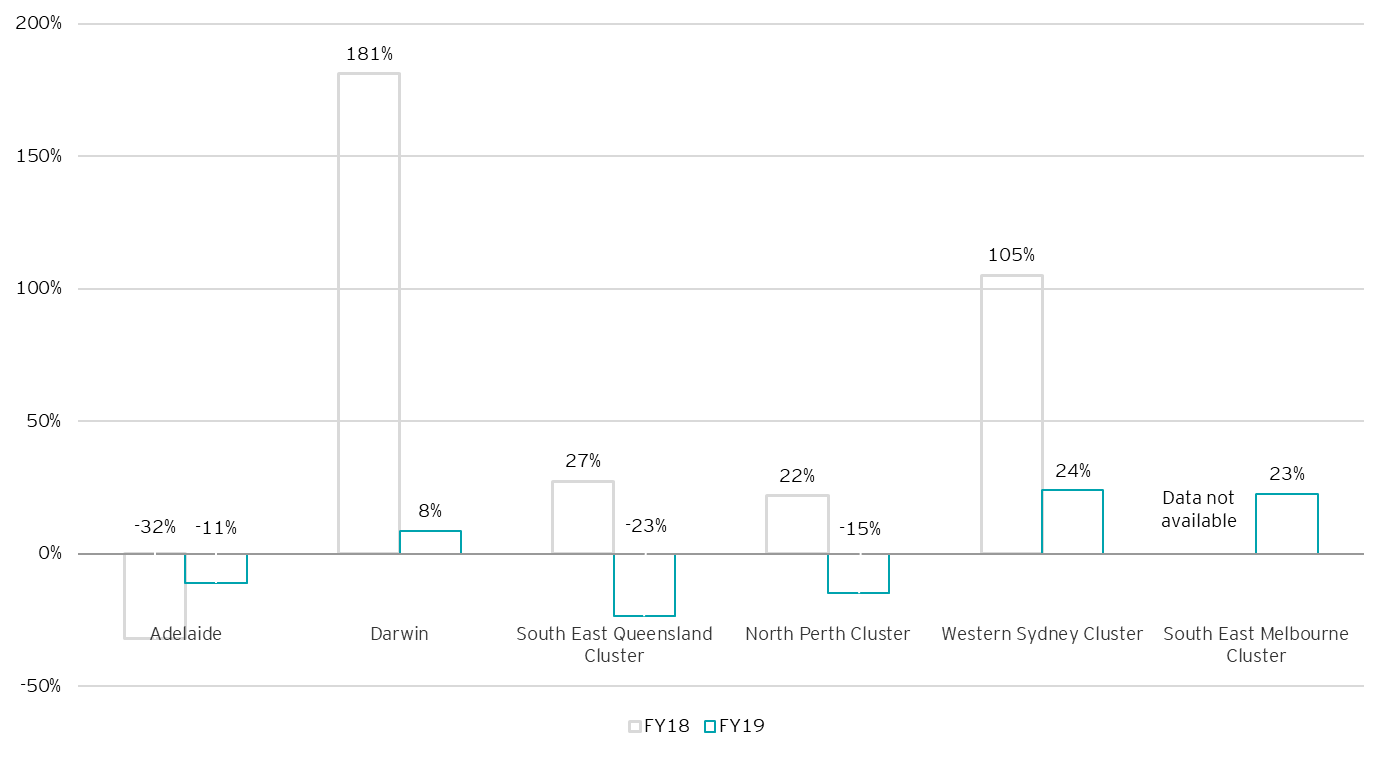 200%
181%
150%
105%
100%
50%
27%
22%
24%
23%
-32%
-11%
8%
-23%
-15%
Data not
available
0%
Adelaide
Darwin
South East Queensland
Cluster
North Perth Cluster
Western Sydney Cluster
South East Melbourne
Cluster
-50%
FY18
FY19